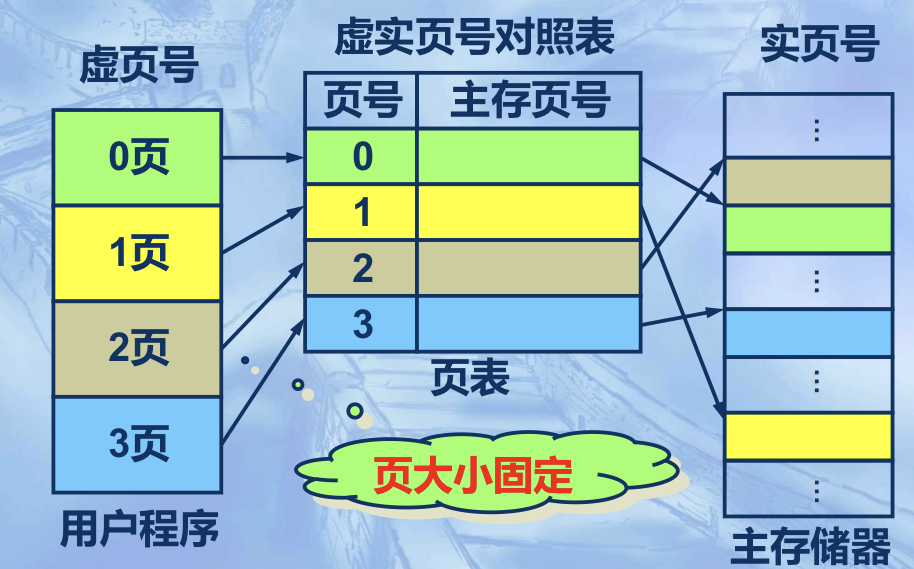 虚页号
虚实页号对照表
实页号
页号 主存页号
0页
1页
2页
3页
0
1
2
3
⋮
⋮
⋮
⋮
页表
页大小固定
用户程序
主存储器